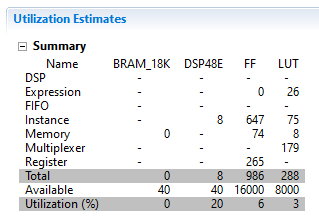 Utilization Estimates
Summary
Name BRAM_18K DSP48E FF LUT
DSP - - - -
Expression - - 0 26
FIFO - - - -
Instance - 8 647 75
Memory 0 - 74 8
Multiplexer - - - 179
Register - - 265 -
Total 0 8 986 288
Available 40 40 16000 8000
Utilization (%) 0 20 6 3